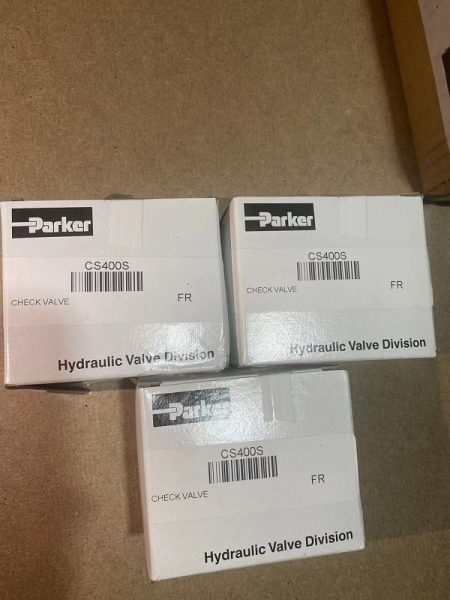 Parker
CS400S
CHECK VALVE
FR
Hydraulic Valve Division
Parker
CS400S
CHECK VALVE
FR
Hydraulic Valve Division
Parker
CS400S
CHECK VALVE
FR
Hydraulic Valve Division